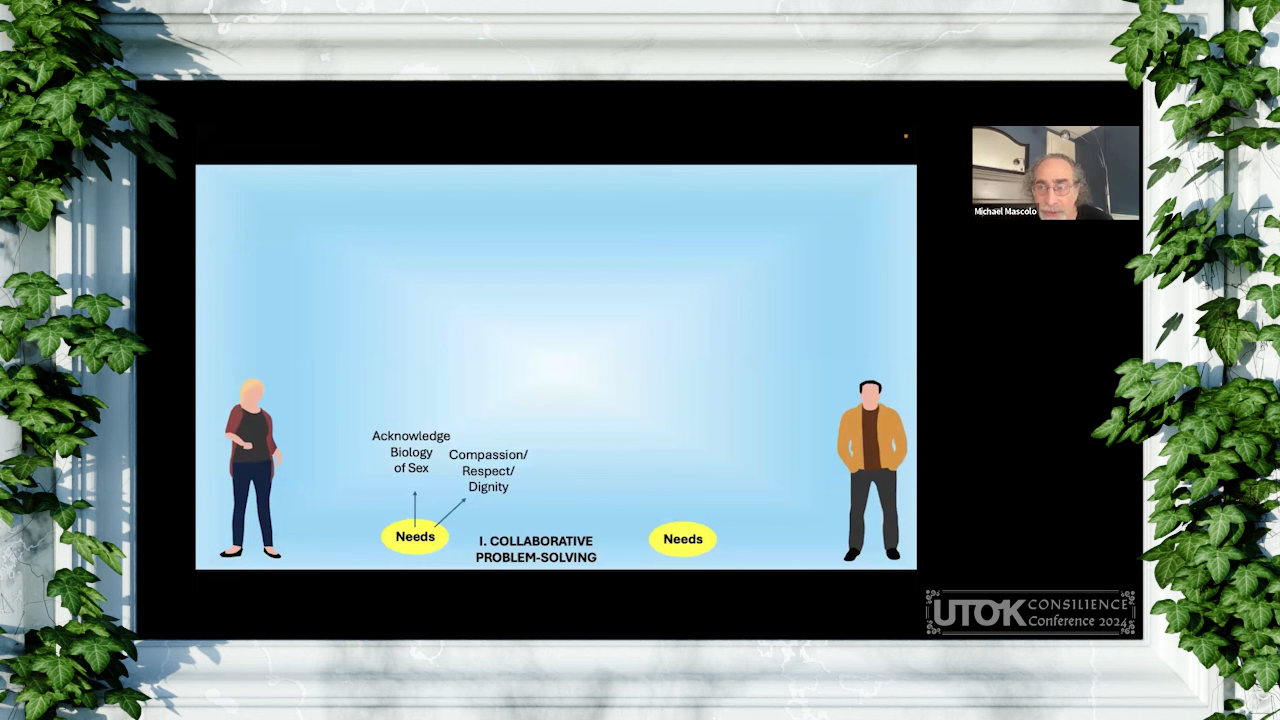 Michael Mascolo
Acknowledge
Biology
of Sex
Compassion/
Respect/
Dignity
Needs
I. COLLABORATIVE
PROBLEM-SOLVING
Needs
UTOK CONSILIENCE
Conference 2024